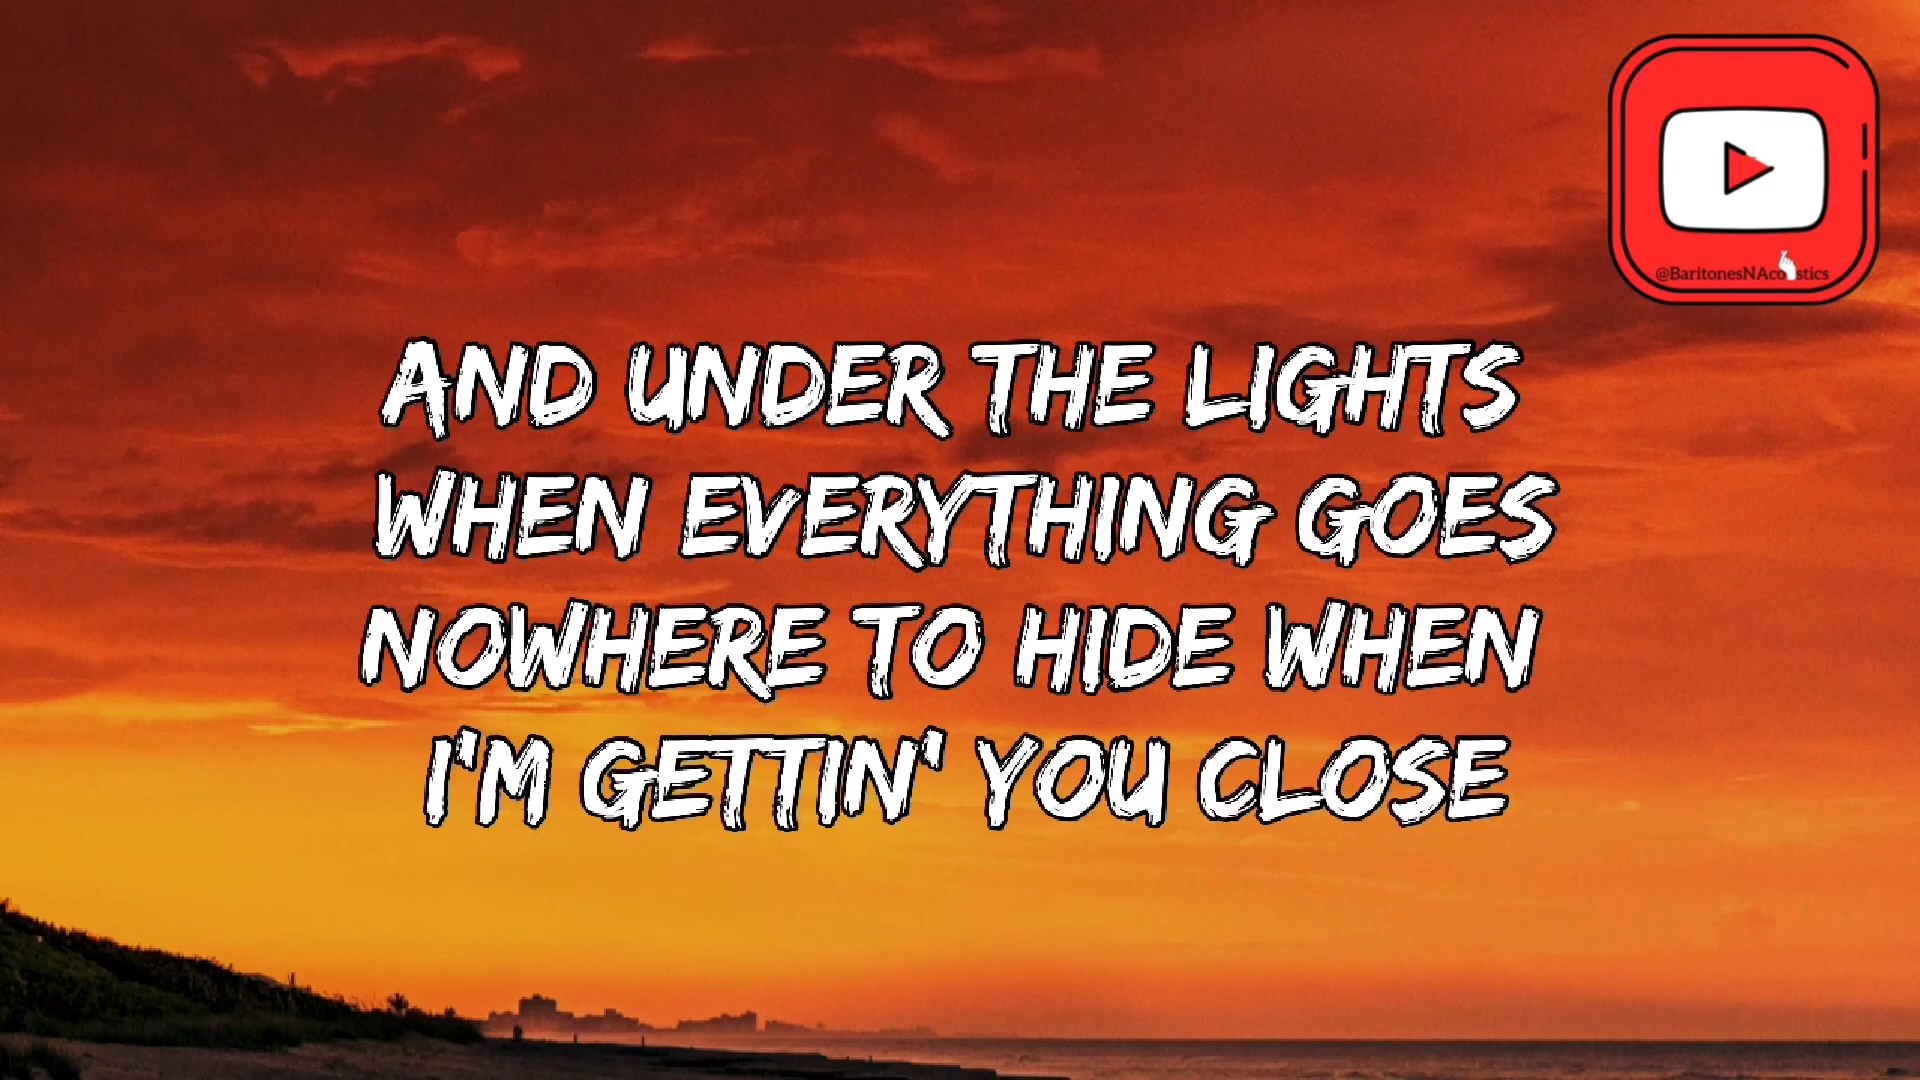 @BaritonesNAcoustics
AND UNDER THE LIGHTS
WHEN EVERYTHING GOES
NOWHERE TO HIDE WHEN
I'M GETTIN' YOU CLOSE